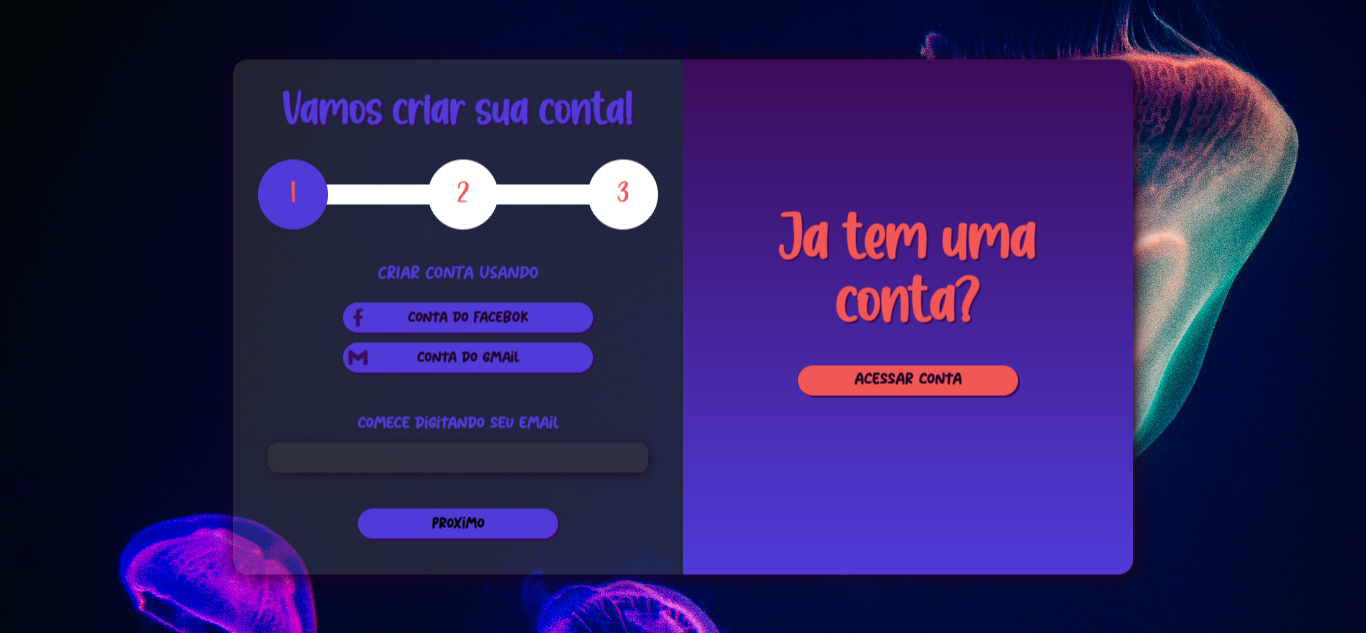 Vamos criar sua conta!
1 2 3
CRIAR CONTA USANDO
CONTA DO FACEBOK
CONTA DO GMAIL
COMECE DIGITANDO SEU EMAIL
PROXIMO
Ja tem uma
conta?
ACESSAR CONTA